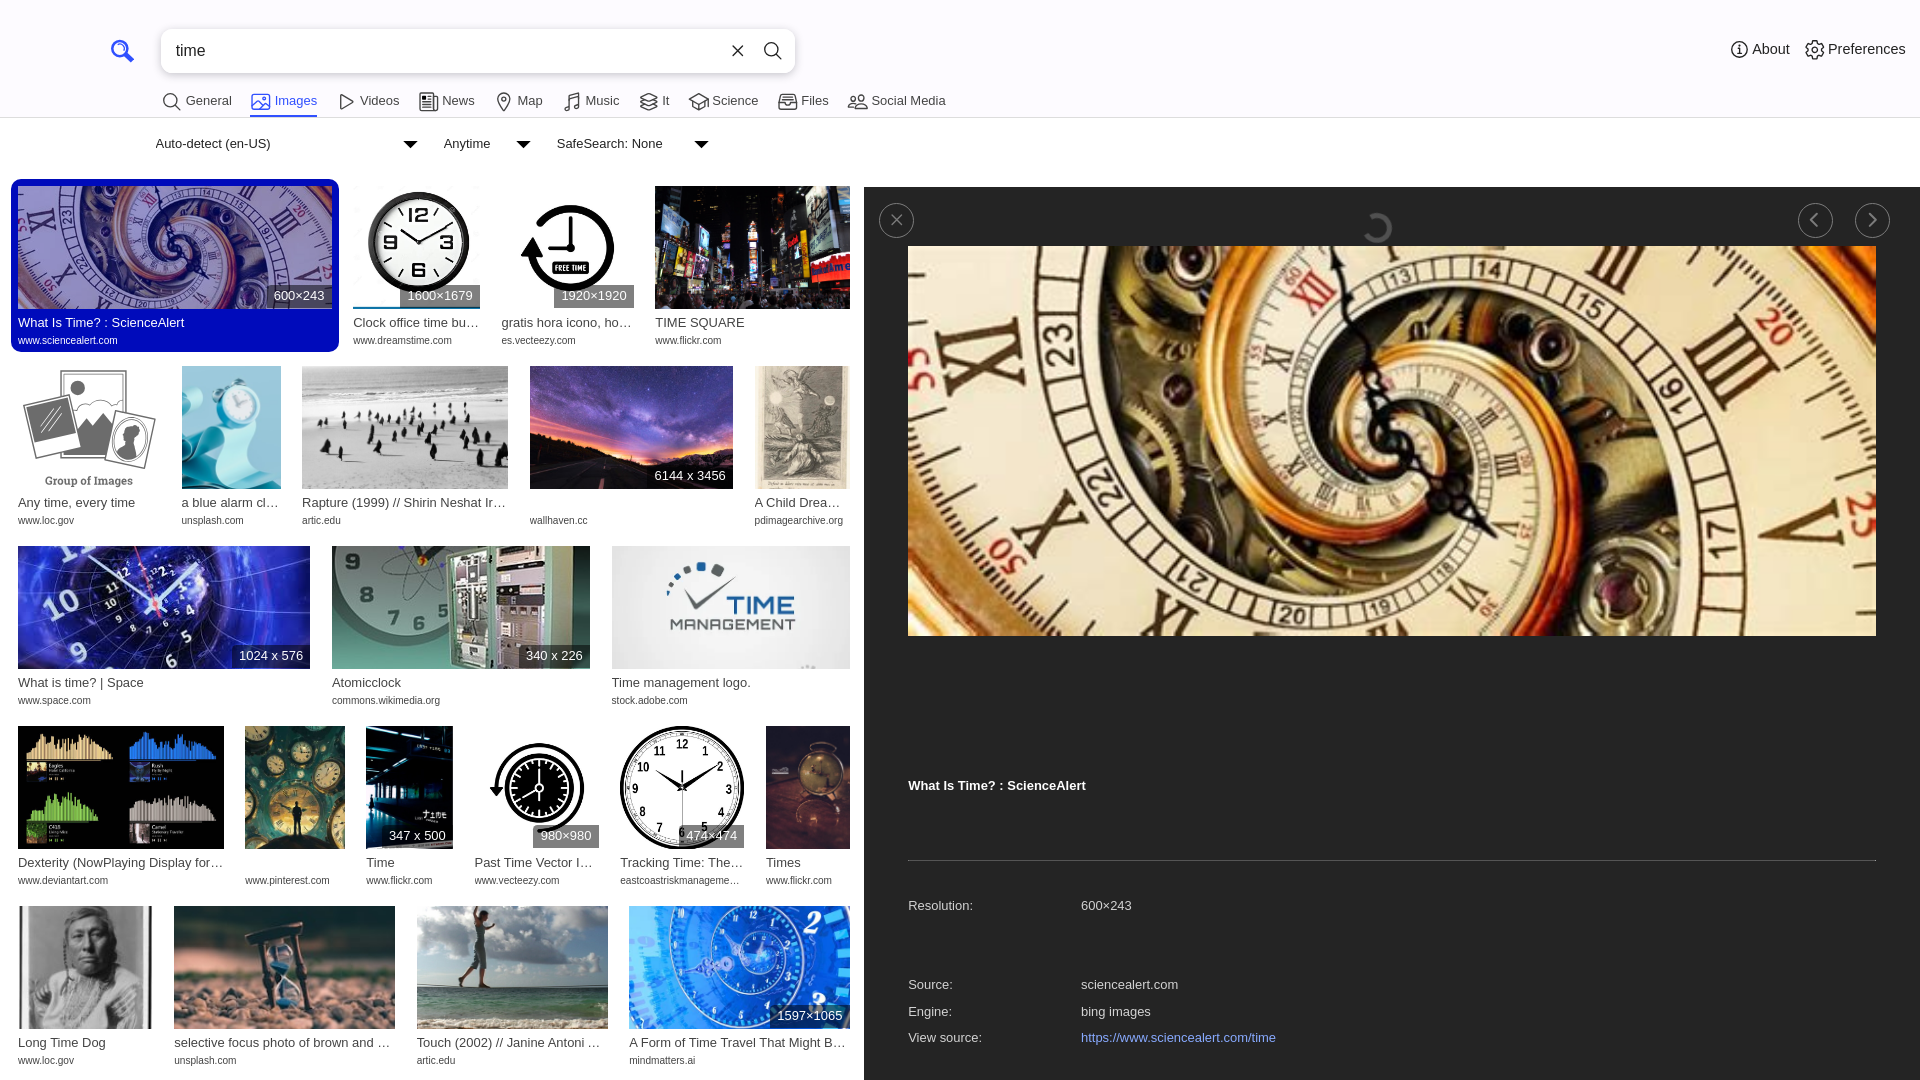 time
About
Preferences
General
Images
Videos
News
Map
Music
It
Science
Files
Social Media
Auto-detect (en-US)
Anytime
SafeSearch: None
600×243
What Is Time? : ScienceAlert
www.sciencealert.com
1600×1679
Clock office time bu…
www.dreamstime.com
FREE TIME
1920×1920
gratis hora icono, ho…
es.vecteezy.com
TIME SQUARE
www.flickr.com
Group of Images
Any time, every time
www.loc.gov
a blue alarm cl…
unsplash.com
Rapture (1999) // Shirin Neshat Ir…
artic.edu
6144 x 3456
wallhaven.cc
A Child Drea…
pdimagearchive.org
1024 x 576
What is time? | Space
www.space.com
340 x 226
Atomicclock
commons.wikimedia.org
TIME
MANAGEMENT
Time management logo.
stock.adobe.com
Dexterity (NowPlaying Display for…
www.deviantart.com
www.pinterest.com
347 x 500
Time
www.flickr.com
980×980
Past Time Vector I…
www.vecteezy.com
474×474
Tracking Time: The…
eastcoastriskmanageme…
Times
www.flickr.com
Long Time Dog
www.loc.gov
selective focus photo of brown and …
unsplash.com
Touch (2002) // Janine Antoni …
artic.edu
1597×1065
A Form of Time Travel That Might B…
mindmatters.ai
What Is Time? : ScienceAlert
Resolution: 600×243
Source: sciencealert.com
Engine: bing images
View source: https://www.sciencealert.com/time